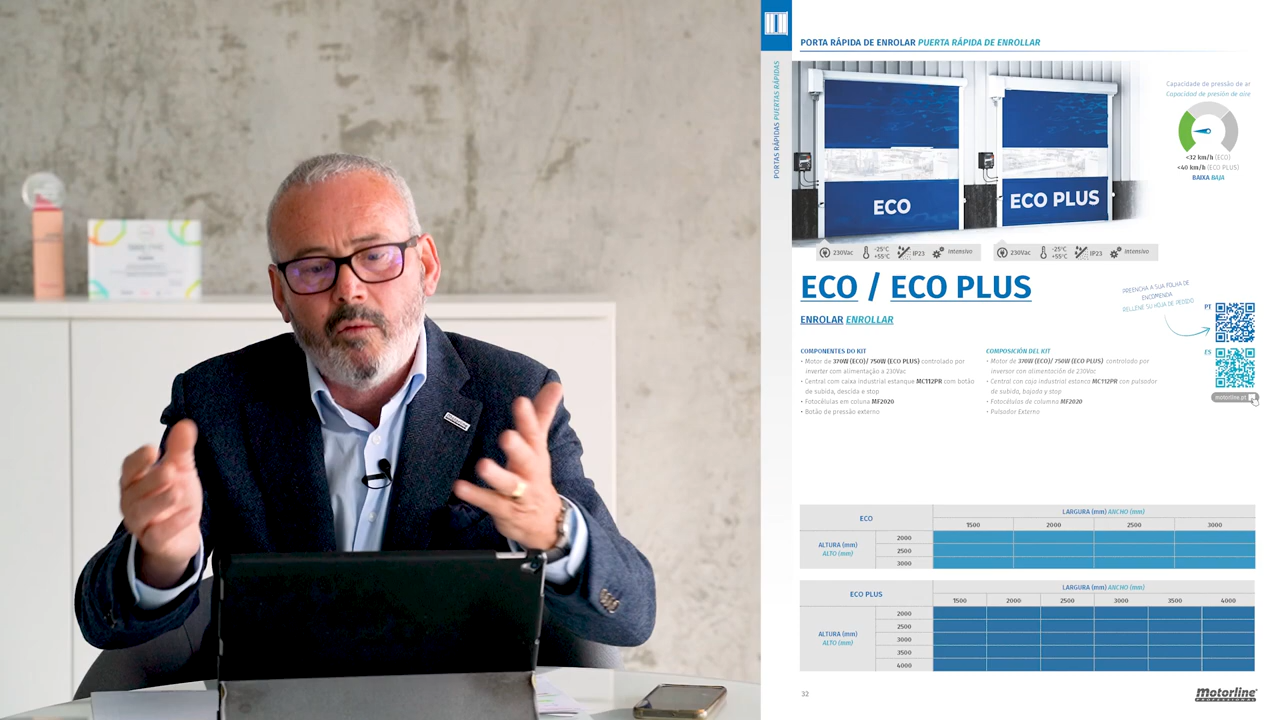 PORTA RÁPIDA DE ENROLAR PUERTA RÁPIDA DE ENROLLAR
PORTAS RÁPIDAS PUERTAS RÁPIDAS
Capacidade de pressão de ar
Capacidad de presión de aire
<32 km/h (ECO)
<40 km/h (ECO PLUS)
BAIXA BAJA
ECO
ECO PLUS
230Vac
-25°C
+55°C
IP23
Intensivo
230Vac
-25°C
+55°C
IP23
Intensivo
ECO / ECO PLUS
ENROLAR ENROLLAR
PREENCHA A SUA FOLHA DE
ENCOMENDA
RELLENE SU HOJA DE PEDIDO
PT
ES
motorline.pt
COMPONENTES DO KIT
• Motor de 370W (ECO)/ 750W (ECO PLUS) controlado por
inverter com alimentação a 230Vac
• Central com caixa industrial estanque MC112PR com botão
de subida, descida e stop
• Fotocélulas em coluna MF2020
• Botão de pressão externo
COMPOSICIÓN DEL KIT
• Motor de 370W (ECO)/ 750W (ECO PLUS) controlado por
inversor con alimentación de 230Vac
• Central con caja industrial estanca MC112PR con pulsador
de subida, bajada y stop
• Fotocélulas de columna MF2020
• Pulsador Externo
ECO
LARGURA (mm) ANCHO (mm)
1500 2000 2500 3000
ALTURA (mm)
ALTO (mm)
2000
2500
3000
ECO PLUS
LARGURA (mm) ANCHO (mm)
1500 2000 2500 3000 3500 4000
ALTURA (mm)
ALTO (mm)
2000
2500
3000
3500
4000
32
motorline
PROFESSIONAL